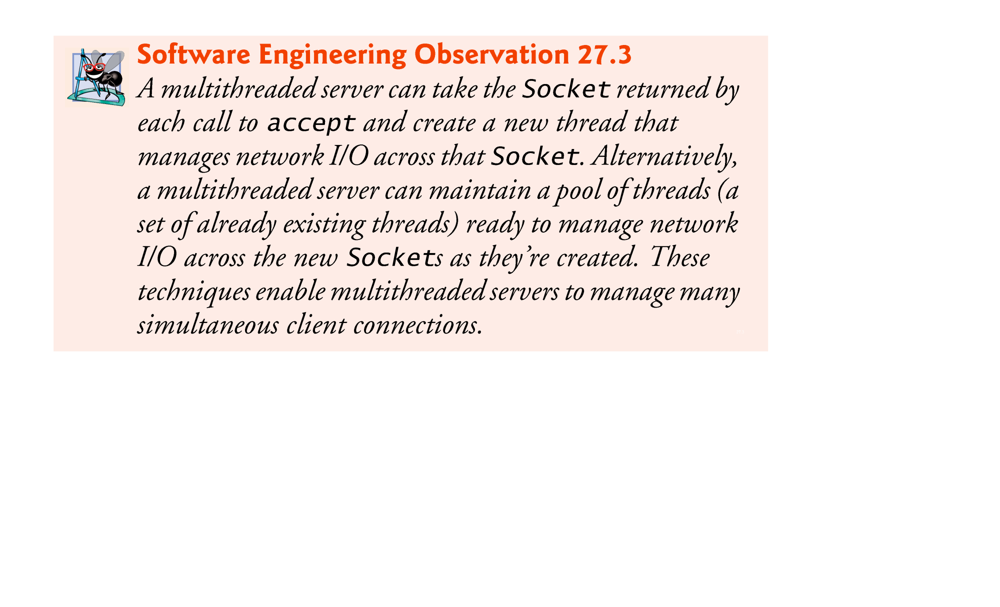 Software Engineering Observation 27.3
A multithreaded server can take the Socket returned by
each call to accept and create a new thread that
manages network I/O across that Socket. Alternatively,
a multithreaded server can maintain a pool of threads (a
set of already existing threads) ready to manage network
I/O across the new Sockets as they’re created. These
techniques enable multithreaded servers to manage many
simultaneous client connections.